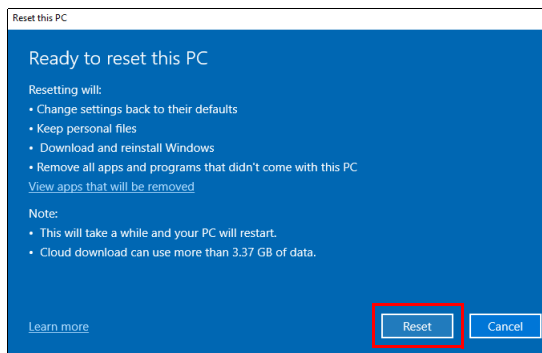 Reset this PC
Ready to reset this PC
Resetting will:
• Change settings back to their defaults
• Keep personal files
• Download and reinstall Windows
• Remove all apps and programs that didn't come with this PC
View apps that will be removed
Note:
• This will take a while and your PC will restart.
• Cloud download can use more than 3.37 GB of data.
Learn more
Reset
Cancel